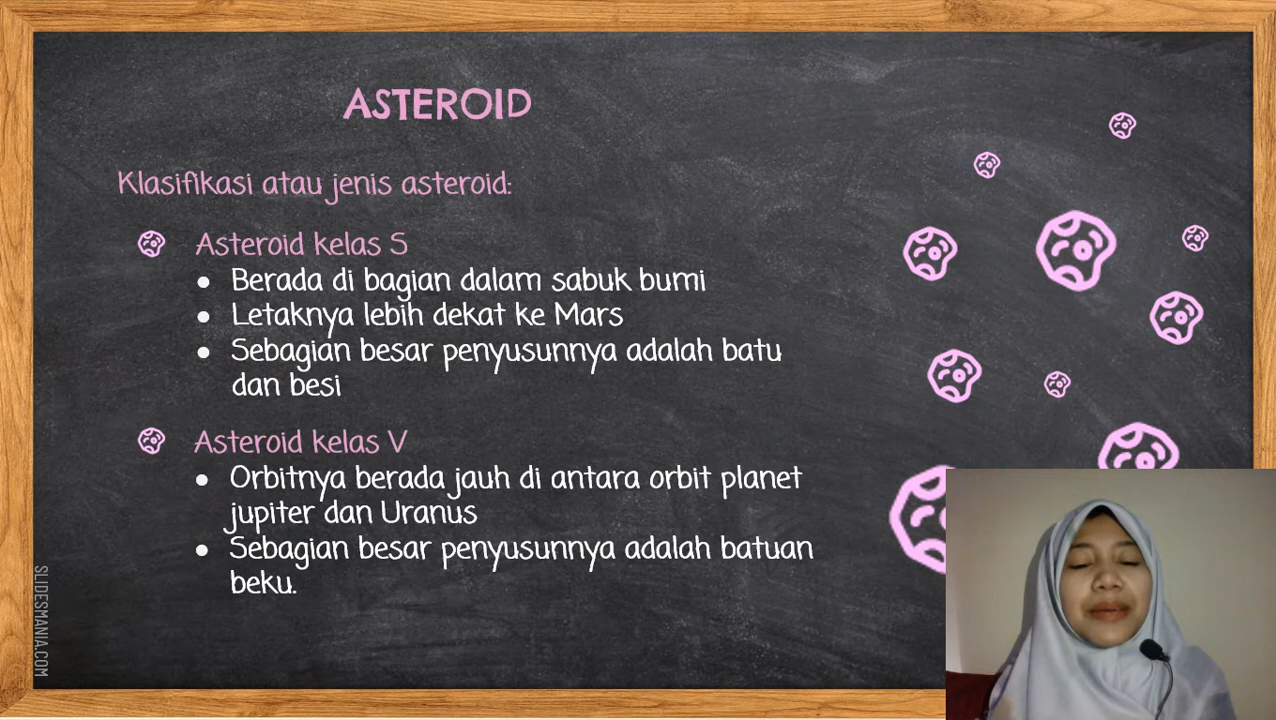 ASTEROID
Klasifikasi atau jenis asteroid:
Asteroid kelas S
● Berada di bagian dalam sabuk bumi
● Letaknya lebih dekat ke Mars
● Sebagian besar penyusunnya adalah batu
dan besi
Asteroid kelas V
● Orbitnya berada jauh di antara orbit planet
jupiter dan Uranus
● Sebagian besar penyusunnya adalah batuan
beku.
SLIDESMANIA.COM